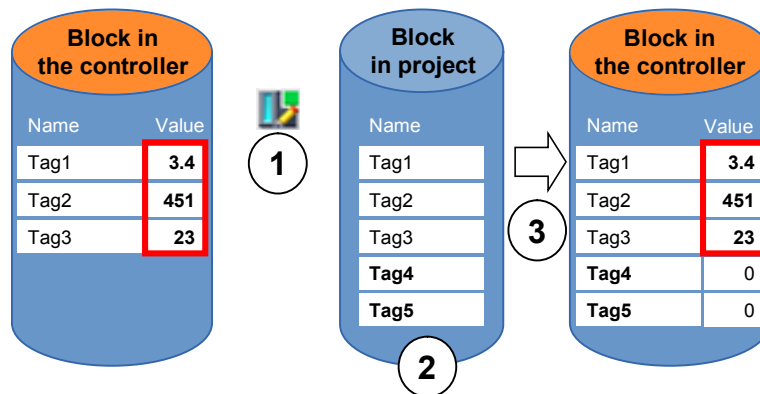 Block in
the controller
Name Value
Tag1 3.4
Tag2 451
Tag3 23
1
Block
in project
Name
Tag1
Tag2
Tag3
Tag4
Tag5
2
3
Block in
the controller
Name Value
Tag1 3.4
Tag2 451
Tag3 23
Tag4 0
Tag5 0